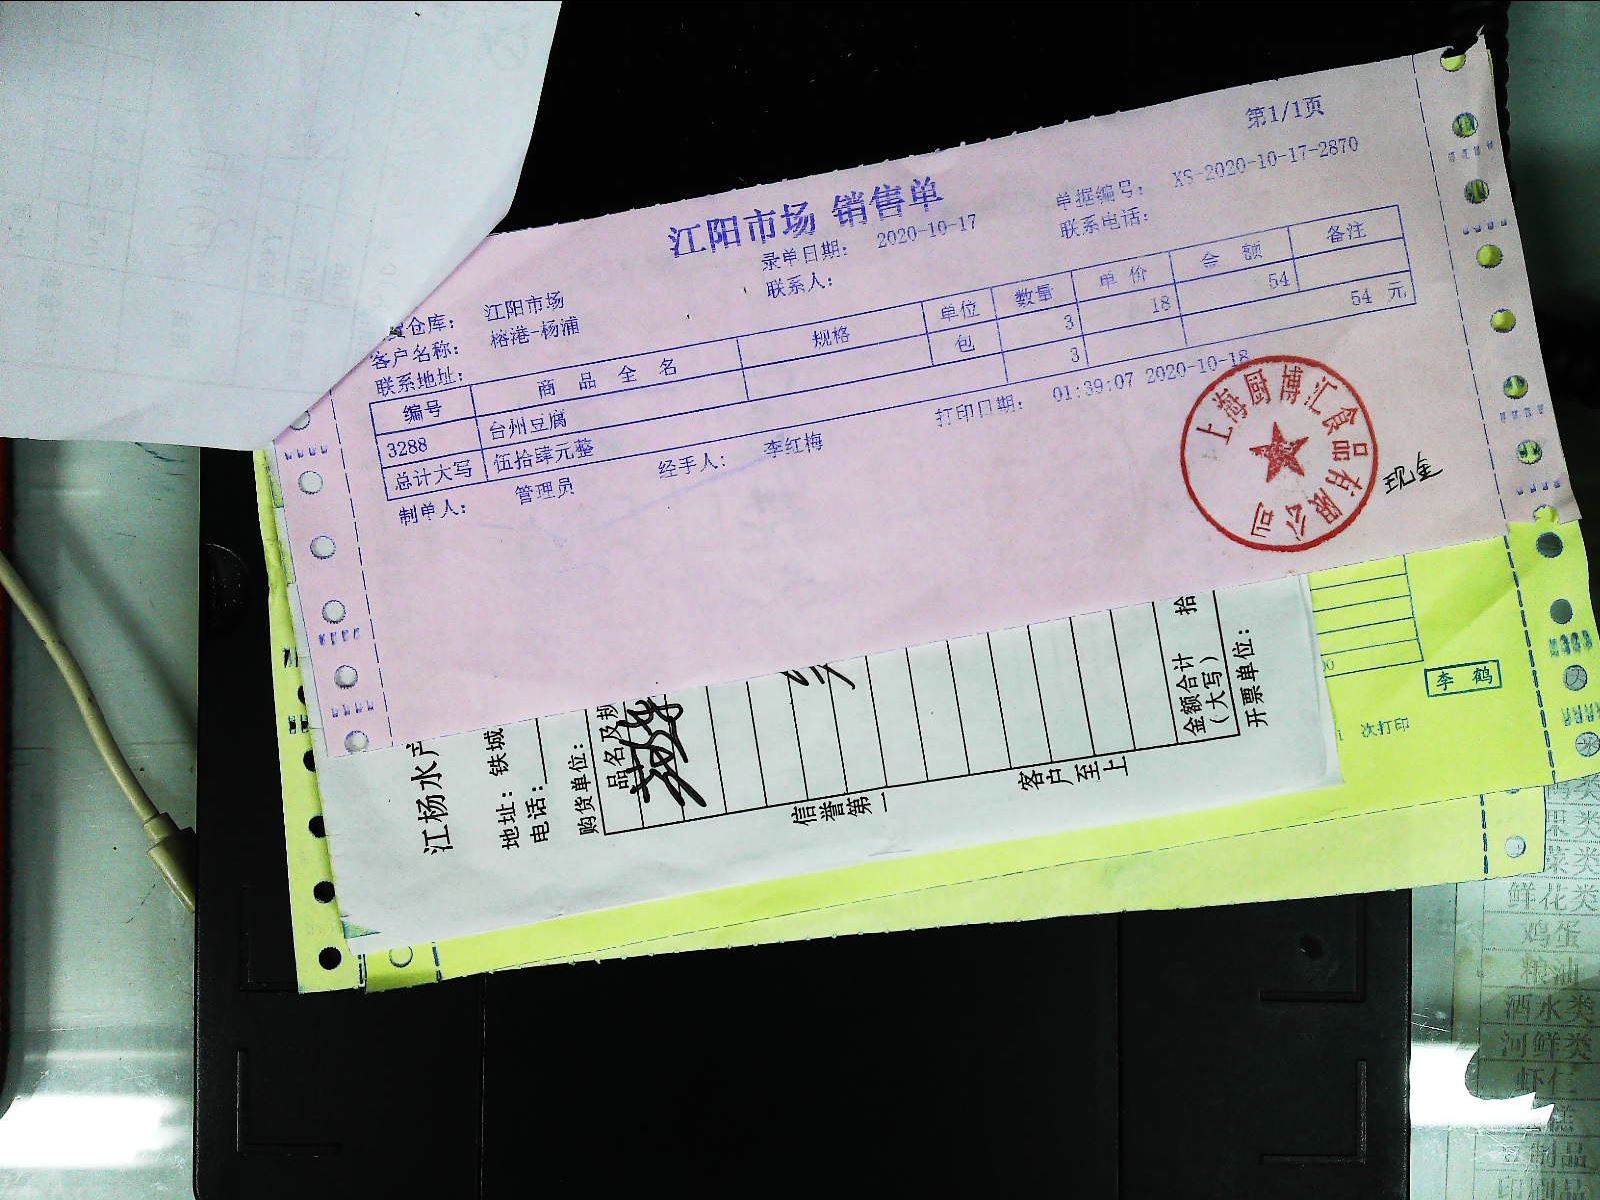 第1/1页
江阳市场 销售单
单据编号: XS-2020-10-17-2870
录单日期: 2020-10-17
联系电话:
仓库: 江阳市场
联系人:
客户名称: 榕港-杨浦
联系地址:
编号 商品全名 规格 单位 数量 单价 金额 备注
3288 台州豆腐 包 3 18 54
总计大写 伍拾肆元整 3 54 元
制单人: 管理员 经手人: 李红梅 打印日期: 01:39:07 2020-10-18
上海厨博汇食品有限公司
现金
江杨水产
地址: 铁城
电话:
购货单位:
品名及规
金额合计
(大写)
拾
开票单位:
信誉第一
客户至上
李鹤
次打印
菜类
鲜花类
鸡蛋
粮油
酒水类
河鲜类
虾仁
豆制品